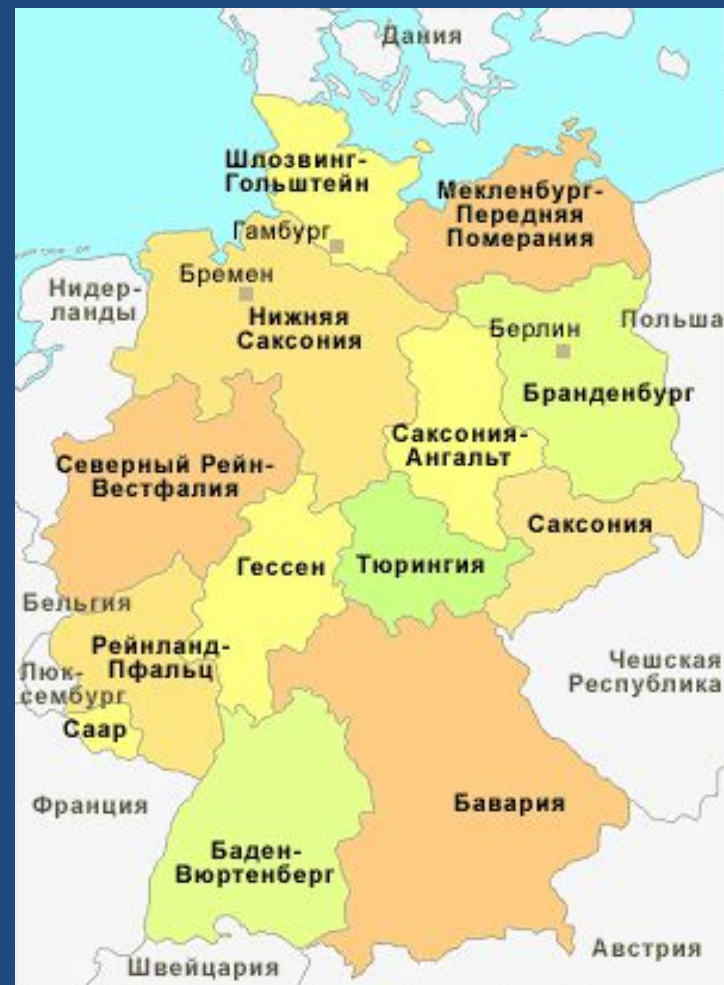 Дания
Шлозвинг-
Гольштейн
Мекленбург-
Передняя
Померания
Гамбург
Бремен
Нидер-
ланды
Нижняя
Саксония
Берлин
Польша
Бранденбург
Саксония-
Ангальт
Северный Рейн-
Вестфалия
Саксония
Гессен
Тюрингия
Бельгия
Рейнланд-
Пфальц
Люк-
сембург
Чешская
Республика
Саар
Франция
Бавария
Баден-
Вюртенберг
Австрия
Швейцария